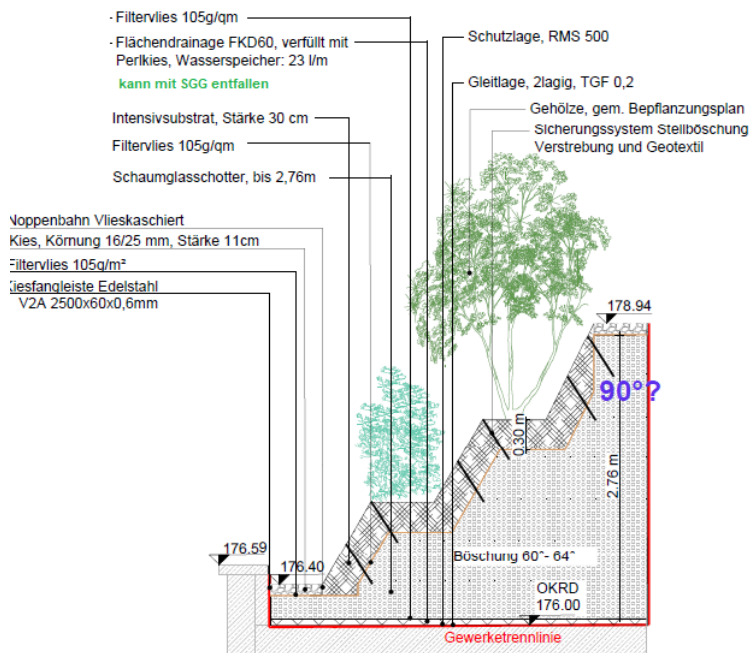 Filtervlies 105g/qm
Flächendrainage FKD60, verfüllt mit
Perlkies, Wasserspeicher: 23 l/m
kann mit SGG entfallen
Intensivsubstrat, Stärke 30 cm
Filtervlies 105g/qm
Schaumglasschotter, bis 2,76m
Noppenbahn Vlieskaschiert
Kies, Körnung 16/25 mm, Stärke 11cm
Filtervlies 105g/m²
Kiesfangleiste Edelstahl
V2A 2500x60x0,6mm
Schutzlage, RMS 500
Gleitlage, 2lagig, TGF 0,2
Gehölze, gem. Bepflanzungsplan
Sicherungssystem Stellböschung
Verstrebung und Geotextil
178.94
90°?
0,30 m
2,76 m
176.59
176.40
Böschung 60°- 64°
OKRD
176.00
Gewerketrennlinie